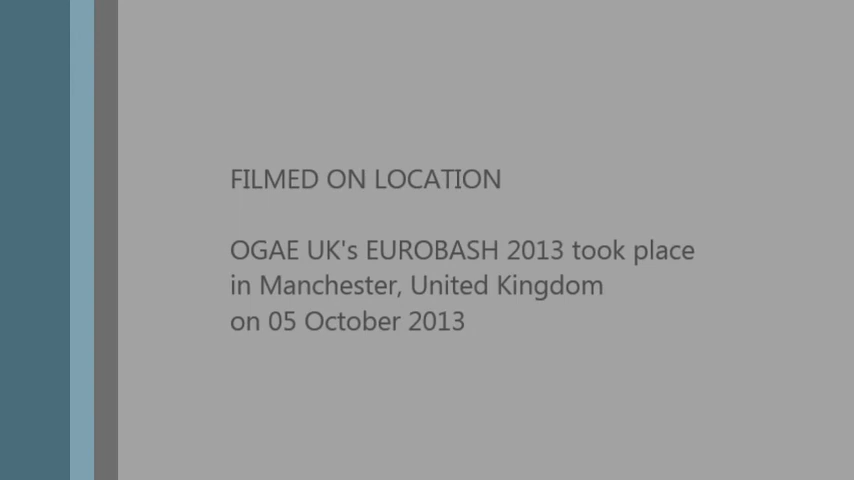 FILMED ON LOCATION
OGAE UK's EUROBASH 2013 took place
in Manchester, United Kingdom
on 05 October 2013